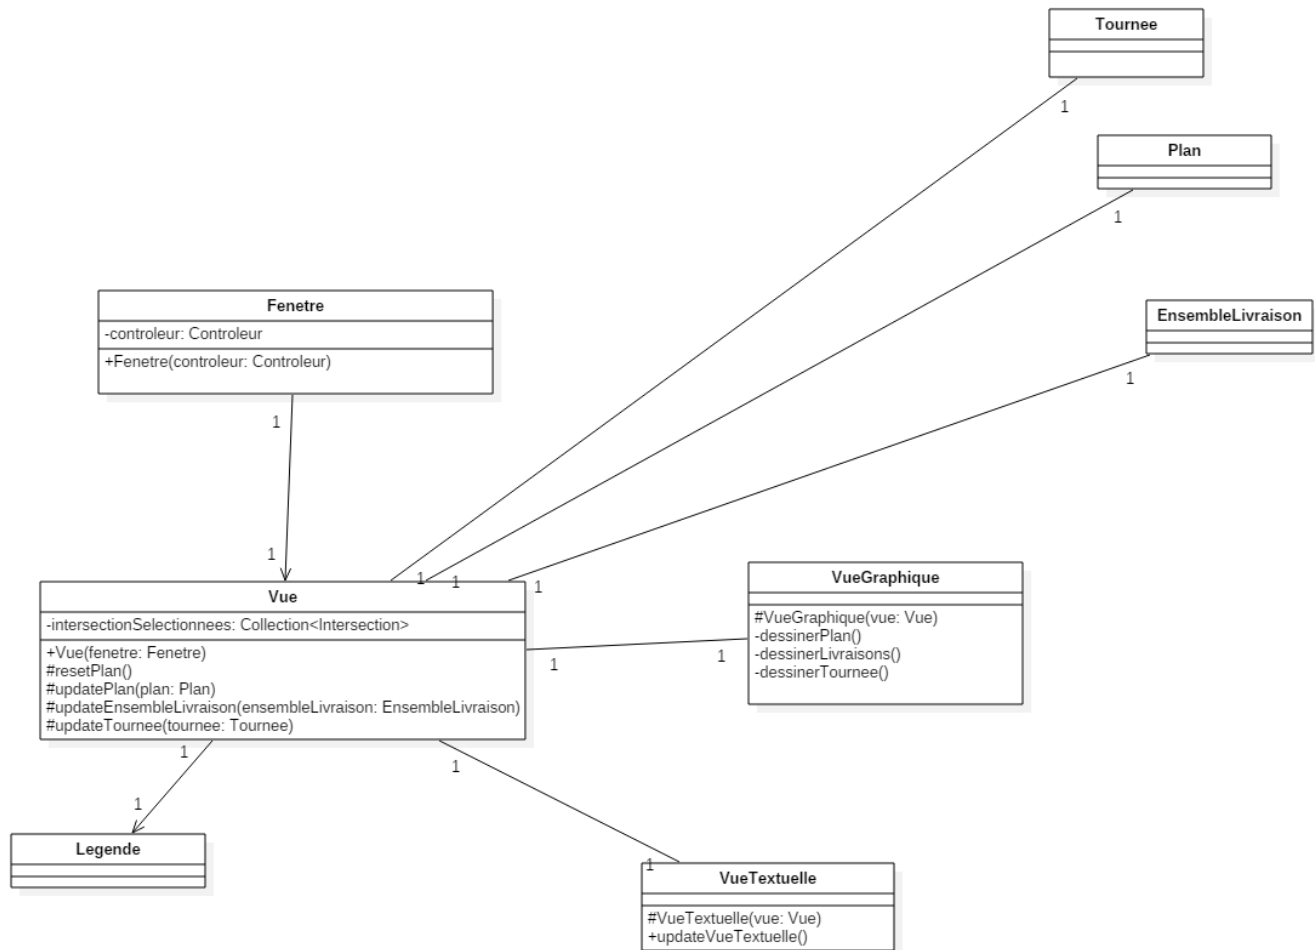 Tournee
1
Plan
1
Fenetre
-controleur: Controleur
+Fenetre(controleur: Controleur)
1
1
EnsembleLivraison
1
1
1
1
Vue
-intersectionSelectionnees: Collection<Intersection>
+Vue(fenetre: Fenetre)
#resetPlan()
#updatePlan(plan: Plan)
#updateEnsembleLivraison(ensembleLivraison: EnsembleLivraison)
#updateTournee(tournee: Tournee)
1
1
VueGraphique
#VueGraphique(vue: Vue)
-dessinerPlan()
-dessinerLivraisons()
-dessinerTournee()
1
1
1
1
Legende
VueTextuelle
#VueTextuelle(vue: Vue)
+updateVueTextuelle()